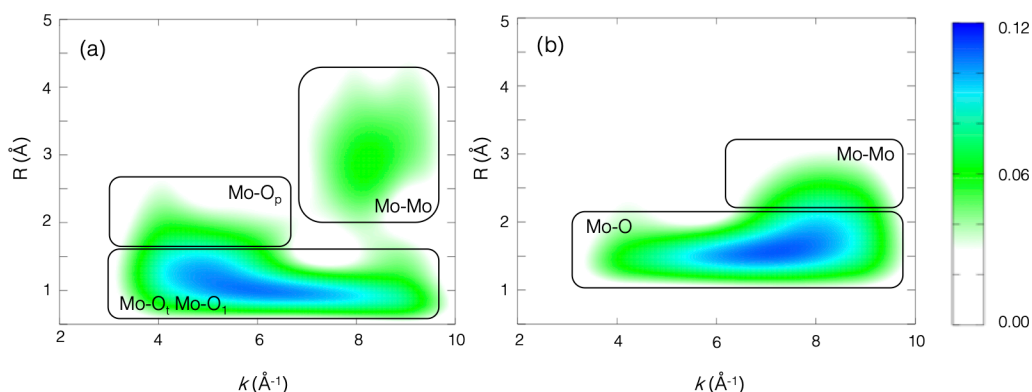 (a)
5
4
3
2
1
R (Å)
Mo-Oₚ
Mo-Mo
Mo-Oₜ Mo-O₁
2 4 6 8 10
k (Å⁻¹)
(b)
5
4
3
2
1
R (Å)
Mo-Mo
Mo-O
2 4 6 8 10
k (Å⁻¹)
0.12
0.06
0.00